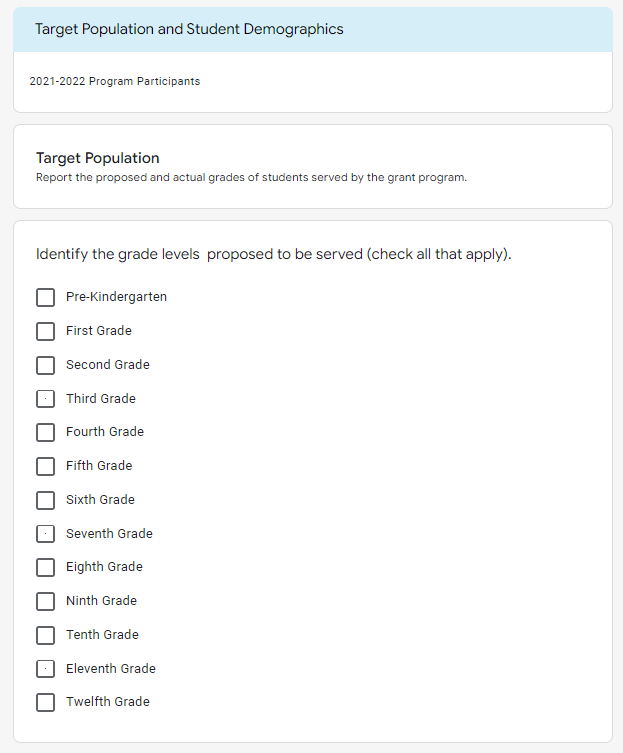 Target Population and Student Demographics
2021-2022 Program Participants
Target Population
Report the proposed and actual grades of students served by the grant program.
Identify the grade levels  proposed to be served (check all that apply).
Pre-Kindergarten
First Grade
Second Grade
Third Grade
Fourth Grade
Fifth Grade
Sixth Grade
Seventh Grade
Eighth Grade
Ninth Grade
Tenth Grade
Eleventh Grade
Twelfth Grade